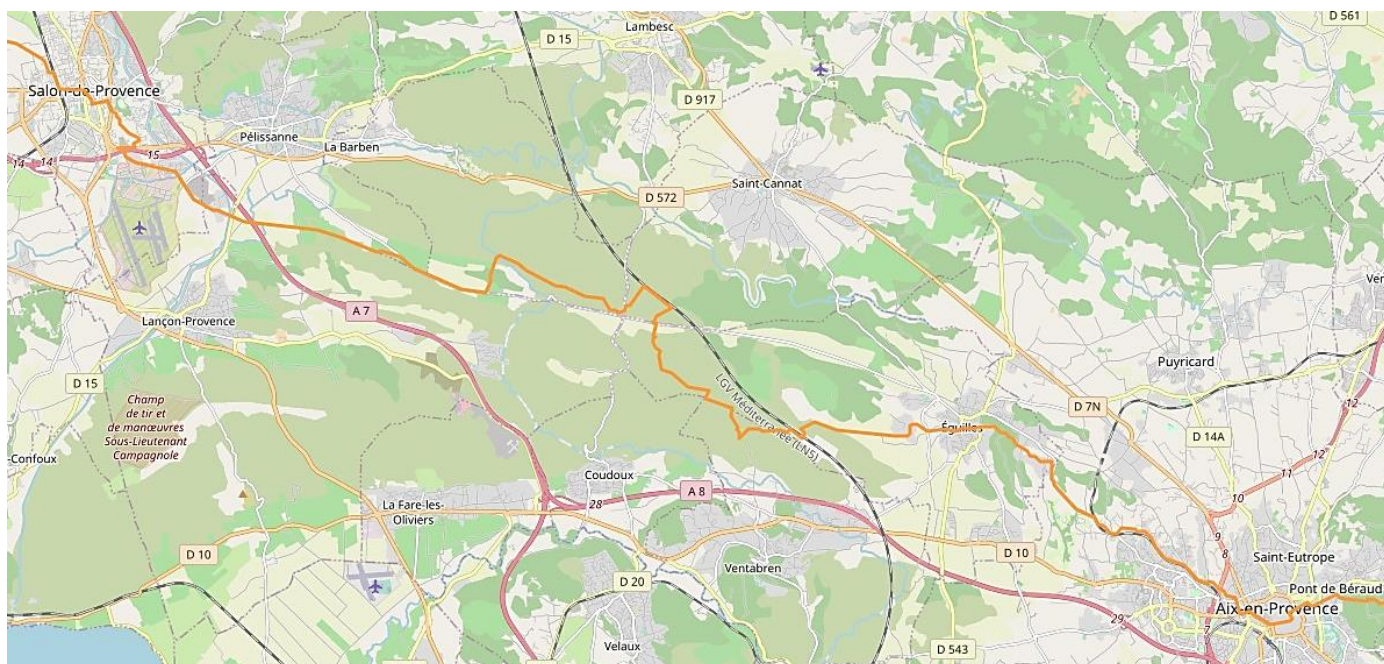 D 561
Lambesc
D 15
Salon-de-Provence
D 917
Pélissanne
La Barben
14
14
15
Saint-Cannat
D 572
Ver
A 7
Lançon-Provence
Puyricard
D 15
LGV Méditerranée (LN5)
12
Champ
de tir et
de manœuvres
Sous-Lieutenant
Campagnole
D 7N
Éguilles
D 14A
-Confoux
12
11
Coudoux
10
A 8
La Fare-les-
Oliviers
28
9
D 10
D 10
8
Saint-Eutrope
Ventabren
D 20
Pont de Béraud
Aix-en-Provence
29
7
Velaux
D 543